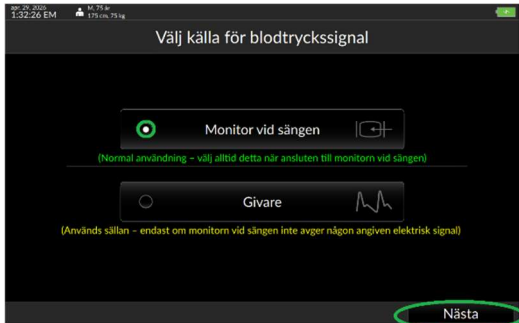 apr. 29, 2026
1:32:26 EM
M, 75 år
175 cm, 75 kg
Välj källa för blodtryckssignal
Monitor vid sängen
(Normal användning – välj alltid detta när ansluten till monitorn vid sängen)
Givare
(Används sällan – endast om monitorn vid sängen inte avger någon angiven elektrisk signal)
Nästa